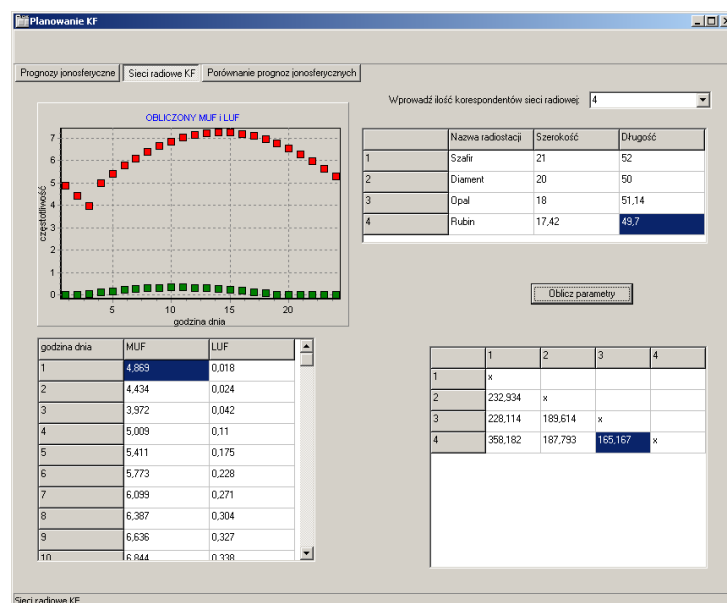 Planowanie KF
Prognozy jonosferyczne Sieci radiowe KF Porównanie prognoz jonosferycznych
Wprowadź ilość korespondentów sieci radiowej: 4
OBLICZONY MUF i LUF
częstotliwość
7
6
5
4
3
2
1
0
5 10 15 20
godzina dnia
Nazwa radiostacji Szerokość Długość
1 Szafir 21 52
2 Diament 20 50
3 Opal 18 51,14
4 Rubin 17,42 49,7
Oblicz parametry
godzina dnia MUF LUF
1 4,869 0,018
2 4,434 0,024
3 3,972 0,042
4 5,009 0,11
5 5,411 0,175
6 5,773 0,228
7 6,099 0,271
8 6,387 0,304
9 6,636 0,327
10 6,844 0,338
1 2 3 4
1 x
2 232,934 x
3 228,114 189,614 x
4 358,182 187,793 165,167 x
Sieci radiowe KF